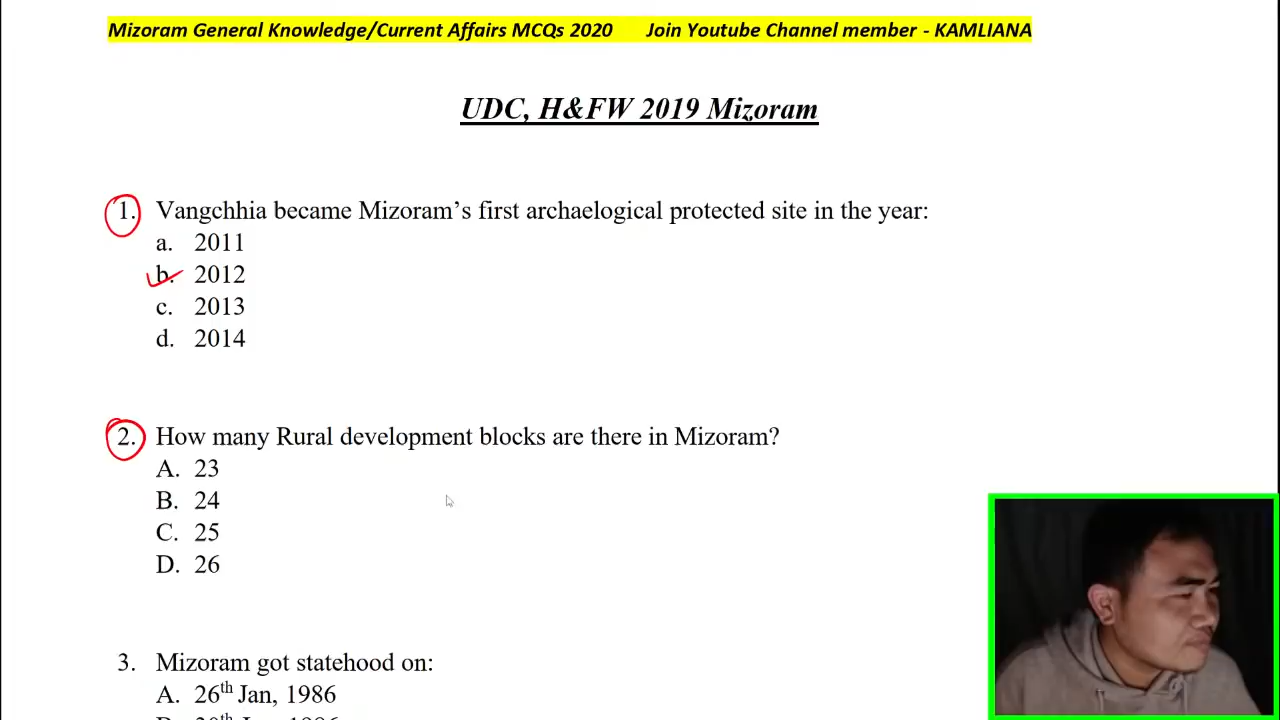 Mizoram General Knowledge/Current Affairs MCQs 2020 Join Youtube Channel member - KAMLIANA
UDC, H&FW 2019 Mizoram
1. Vangchhia became Mizoram's first archaelogical protected site in the year:
a. 2011
b. 2012
c. 2013
d. 2014
2. How many Rural development blocks are there in Mizoram?
A. 23
B. 24
C. 25
D. 26
3. Mizoram got statehood on:
A. 26th Jan, 1986